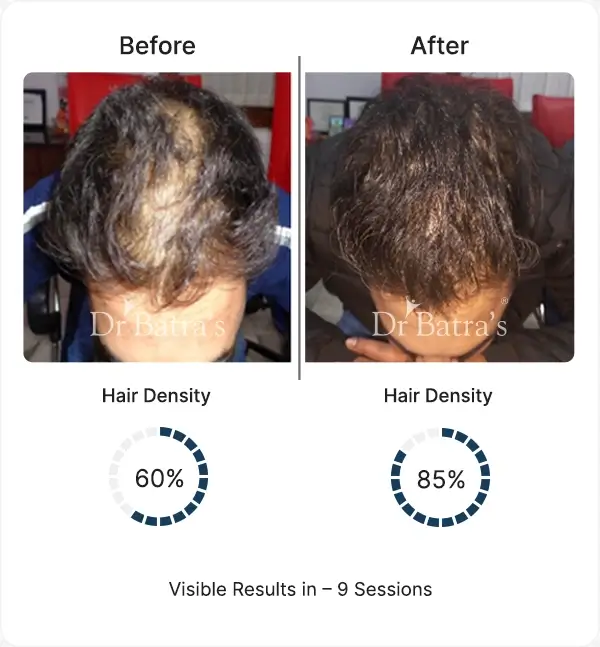 Before
After
Dr Batra's
Dr Batra's®
Hair Density
Hair Density
60%
85%
Visible Results in – 9 Sessions